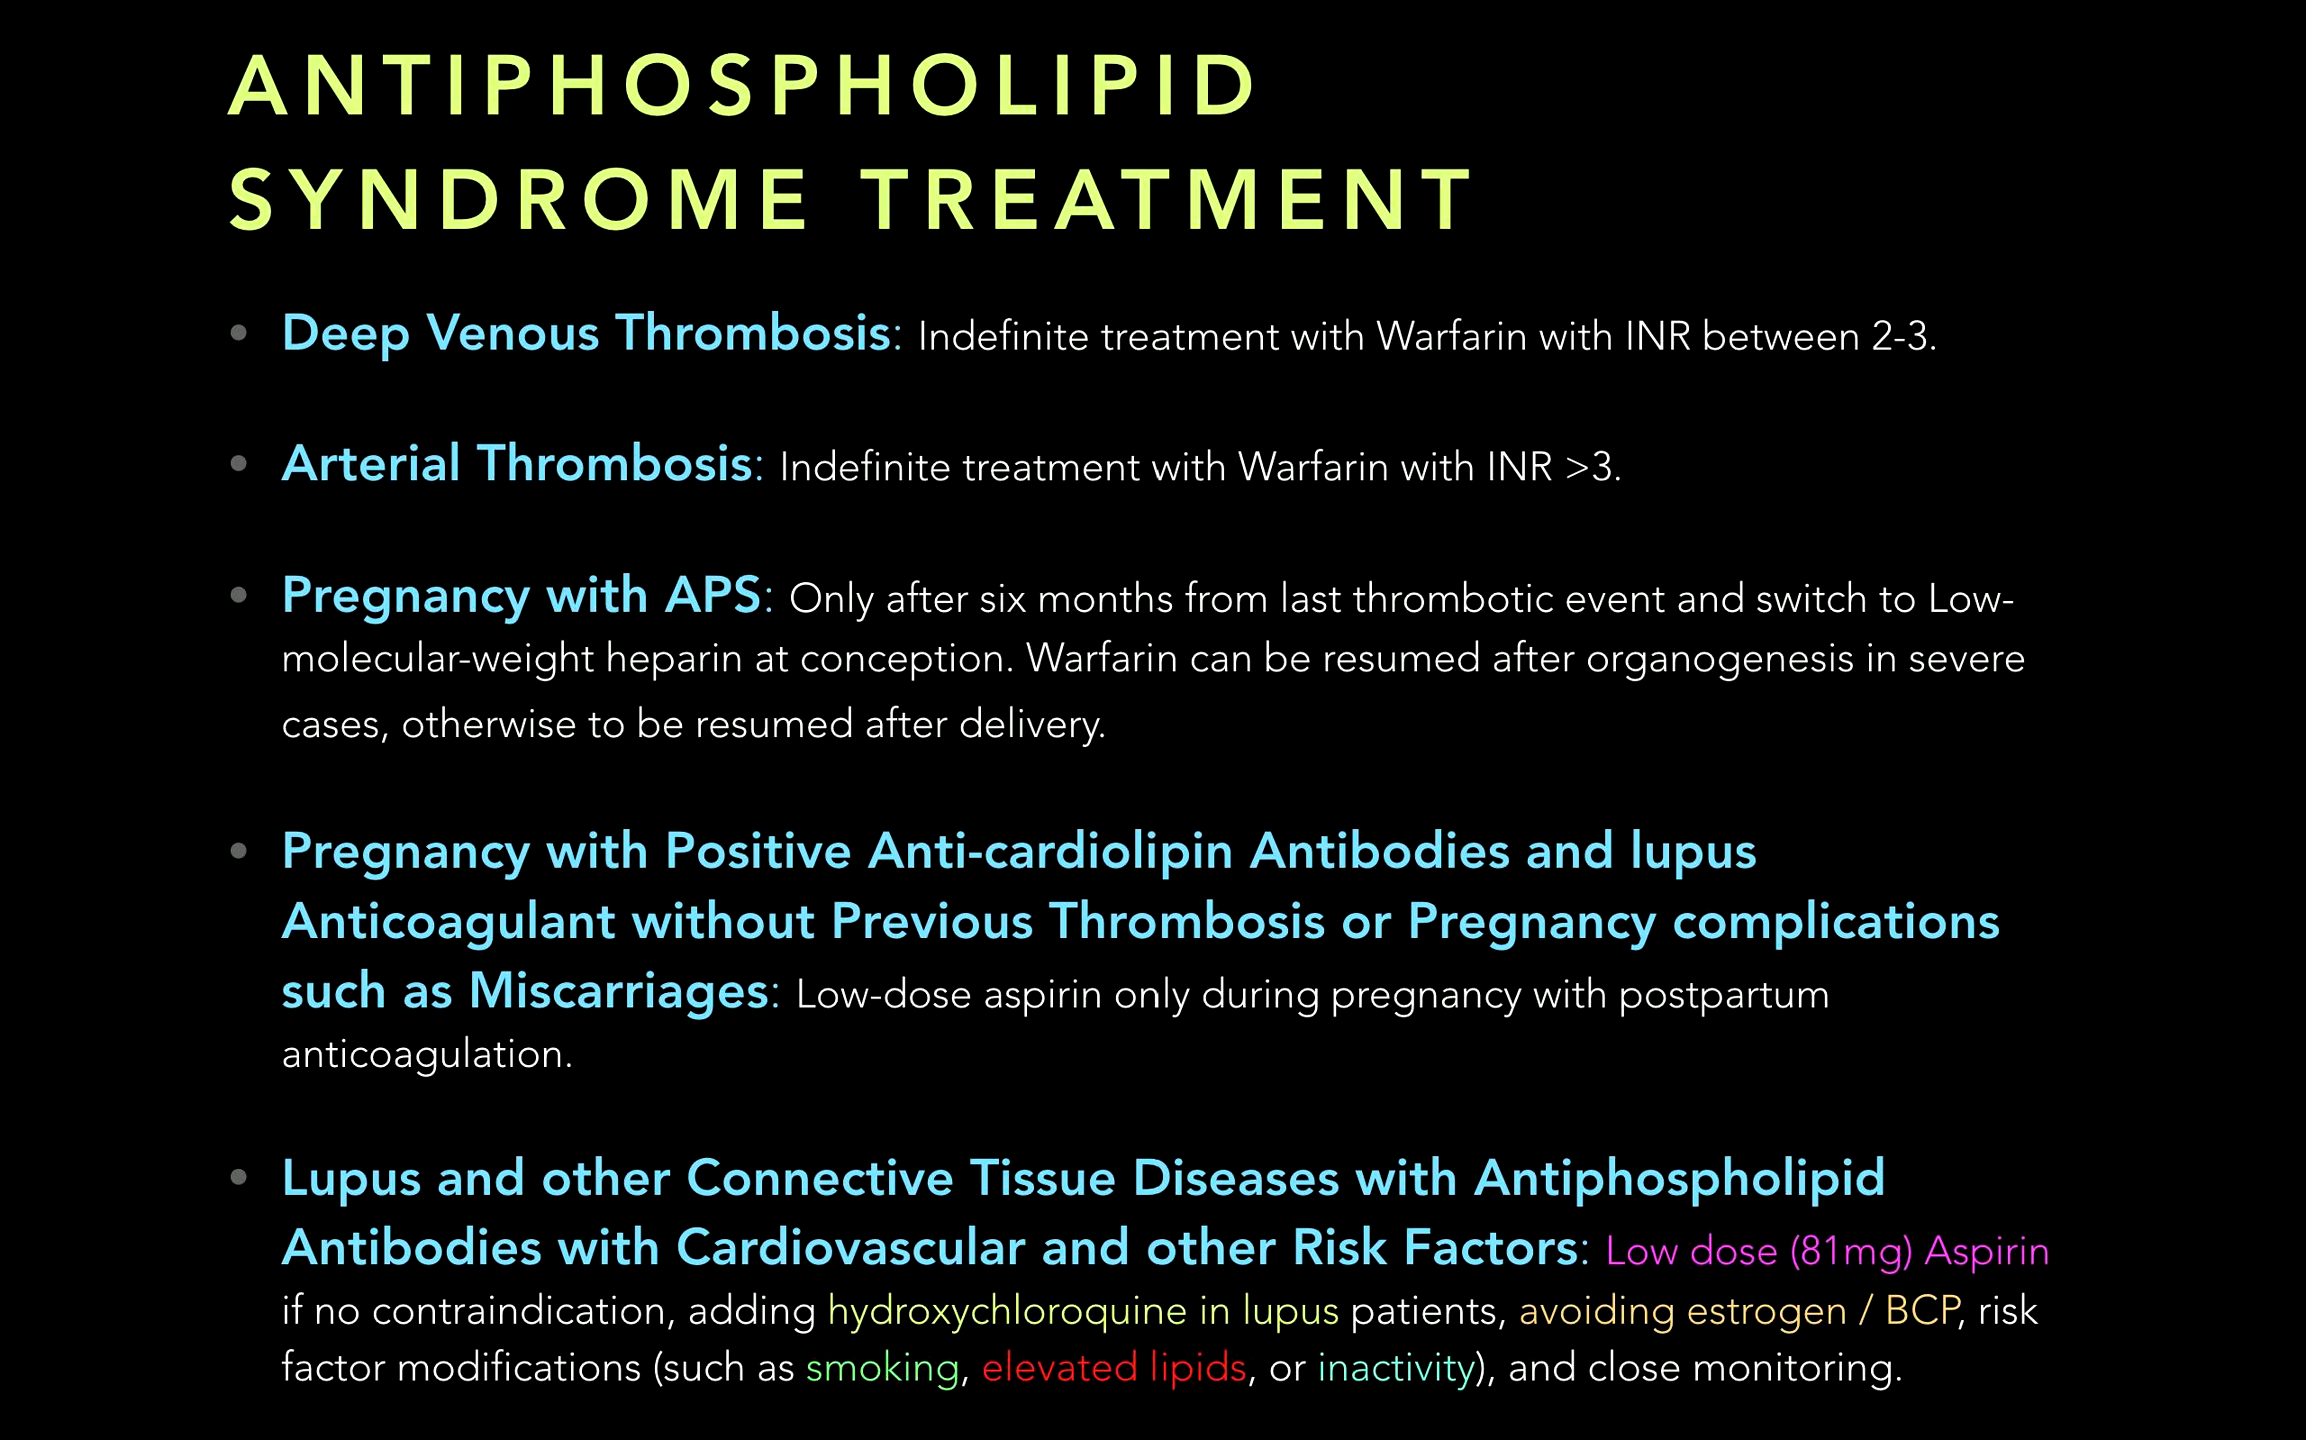 ANTIPHOSPHOLIPID
SYNDROME TREATMENT
• Deep Venous Thrombosis: Indefinite treatment with Warfarin with INR between 2-3.
• Arterial Thrombosis: Indefinite treatment with Warfarin with INR >3.
• Pregnancy with APS: Only after six months from last thrombotic event and switch to Low-
molecular-weight heparin at conception. Warfarin can be resumed after organogenesis in severe
cases, otherwise to be resumed after delivery.
• Pregnancy with Positive Anti-cardiolipin Antibodies and lupus
Anticoagulant without Previous Thrombosis or Pregnancy complications
such as Miscarriages: Low-dose aspirin only during pregnancy with postpartum
anticoagulation.
• Lupus and other Connective Tissue Diseases with Antiphospholipid
Antibodies with Cardiovascular and other Risk Factors: Low dose (81mg) Aspirin
if no contraindication, adding hydroxychloroquine in lupus patients, avoiding estrogen / BCP, risk
factor modifications (such as smoking, elevated lipids, or inactivity), and close monitoring.